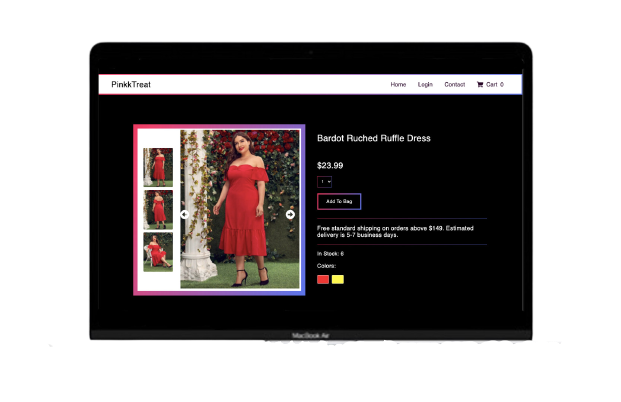 PinkkTreat
Home Login Contact Cart 0
Bardot Ruched Ruffle Dress
$23.99
1
Add To Bag
Free standard shipping on orders above $149. Estimated
delivery is 5-7 business days.
In Stock: 6
Colors:
MacBook Air